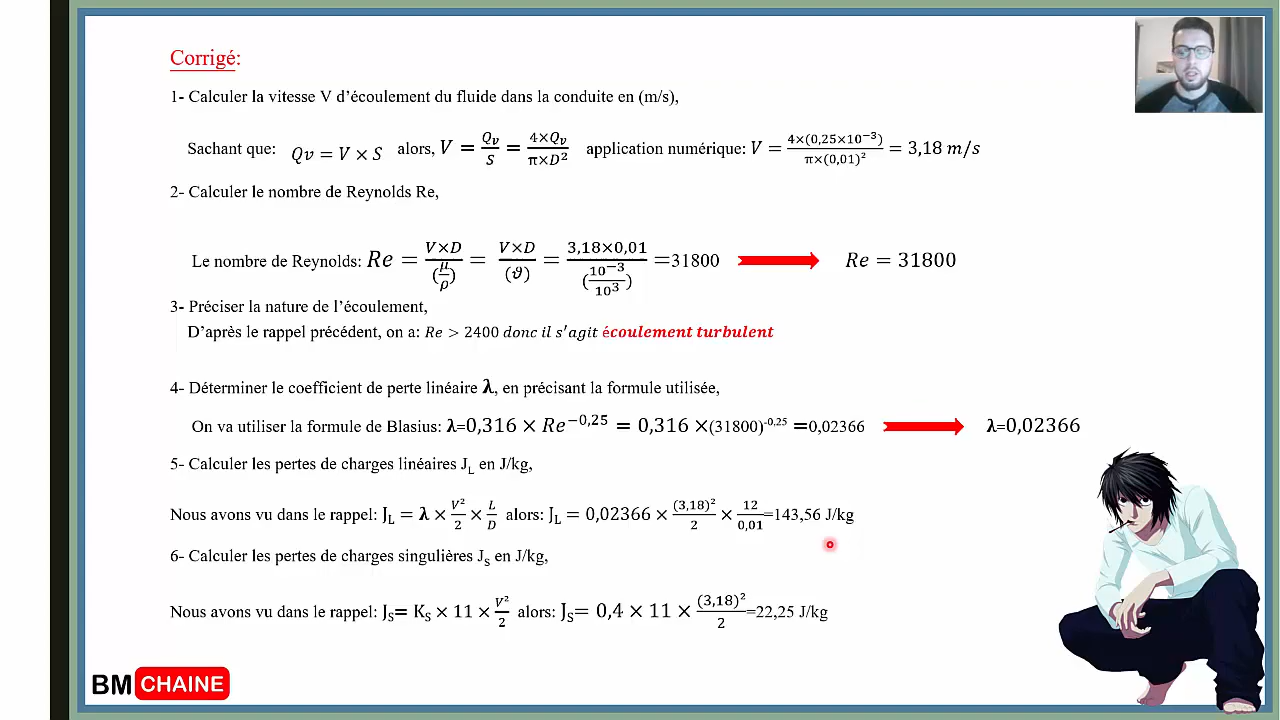 Corrigé:
1- Calculer la vitesse V d'écoulement du fluide dans la conduite en (m/s),
Sachant que: Qv = V × S alors, V = Qv/S = 4×Qv/π×D² application numérique: V = 4×(0,25×10⁻³)/π×(0,01)² = 3,18 m/s
2- Calculer le nombre de Reynolds Re,
Le nombre de Reynolds: Re = V×D/(μ/ρ) = V×D/(ϑ) = 3,18×0,01/(10⁻³/10³) =31800 Re = 31800
3- Préciser la nature de l'écoulement,
D'après le rappel précédent, on a: Re > 2400 donc il s'agit écoulement turbulent
4- Déterminer le coefficient de perte linéaire λ, en précisant la formule utilisée,
On va utiliser la formule de Blasius: λ=0,316 × Re⁻⁰,²⁵ = 0,316 ×(31800)⁻⁰,²⁵ =0,02366 λ=0,02366
5- Calculer les pertes de charges linéaires J_L en J/kg,
Nous avons vu dans le rappel: J_L = λ × V²/2 × L/D alors: J_L = 0,02366 × (3,18)²/2 × 12/0,01 =143,56 J/kg
6- Calculer les pertes de charges singulières J_S en J/kg,
Nous avons vu dans le rappel: J_S= K_S × 11 × V²/2 alors: J_S= 0,4 × 11 × (3,18)²/2 =22,25 J/kg
BM CHAINE